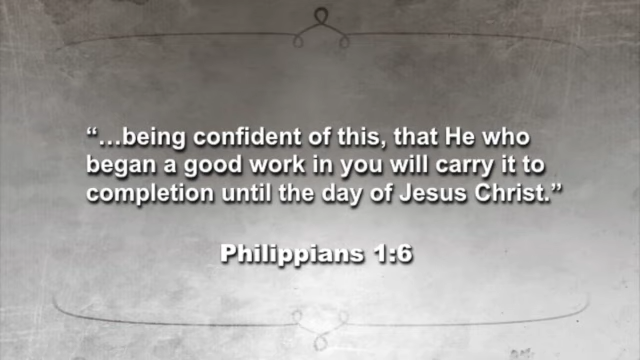 “…being confident of this, that He who
began a good work in you will carry it to
completion until the day of Jesus Christ.”
Philippians 1:6